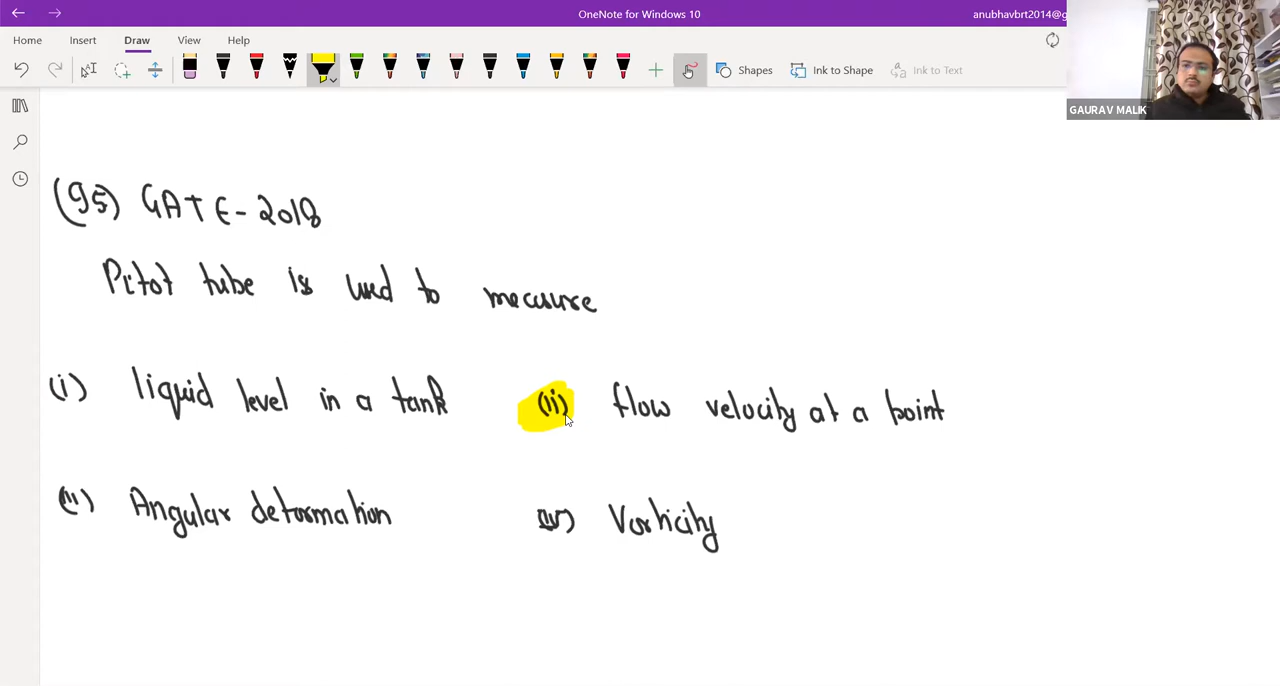 OneNote for Windows 10
anubhavbrt2014@g
Home Insert Draw View Help
Shapes Ink to Shape Ink to Text
GAURAV MALIK
(95) GATE-2018
Pitot tube is used to measure
(i) liquid level in a tank (ii) flow velocity at a point
(iii) Angular deformation (iv) Vorticity